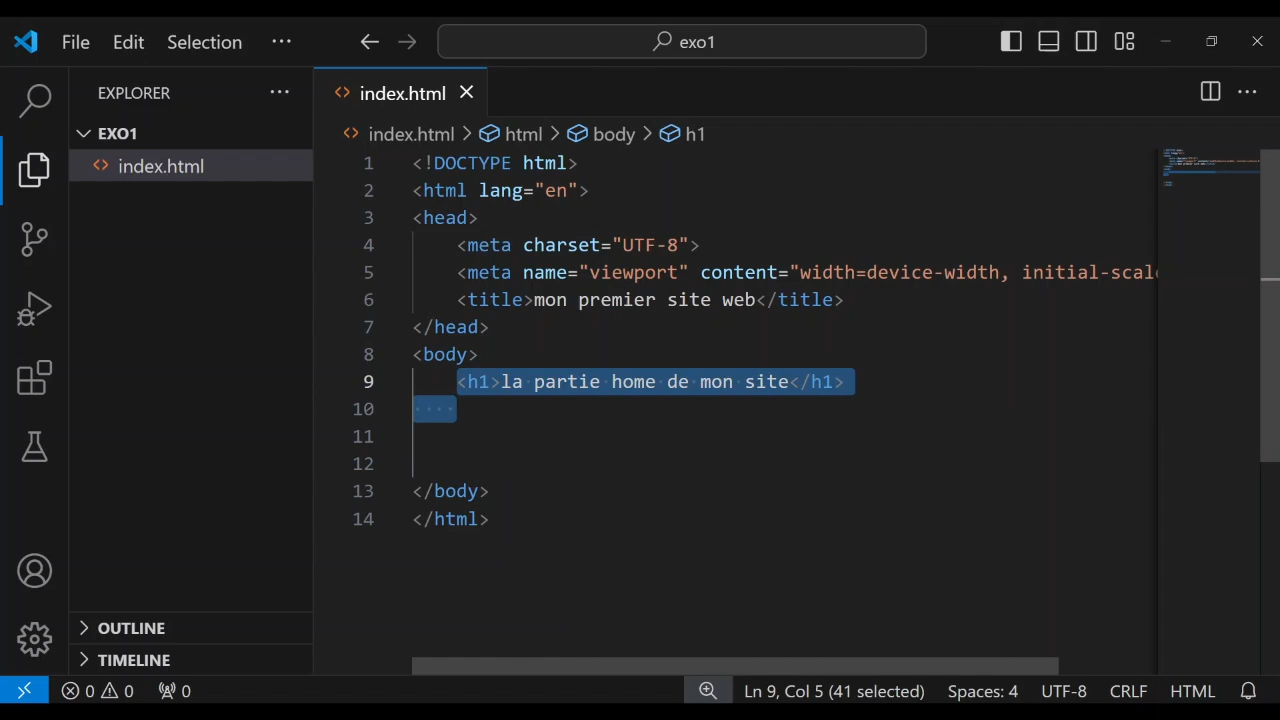 File Edit Selection ··· exo1
EXPLORER ···
EXO1
index.html
OUTLINE
TIMELINE
index.html
index.html > html > body > h1
1 <!DOCTYPE html>
2 <html lang="en">
3 <head>
4 <meta charset="UTF-8">
5 <meta name="viewport" content="width=device-width, initial-scale
6 <title>mon premier site web</title>
7 </head>
8 <body>
9 <h1>la partie home de mon site</h1>
10
11
12
13 </body>
14 </html>
0 0 0 Ln 9, Col 5 (41 selected) Spaces: 4 UTF-8 CRLF HTML